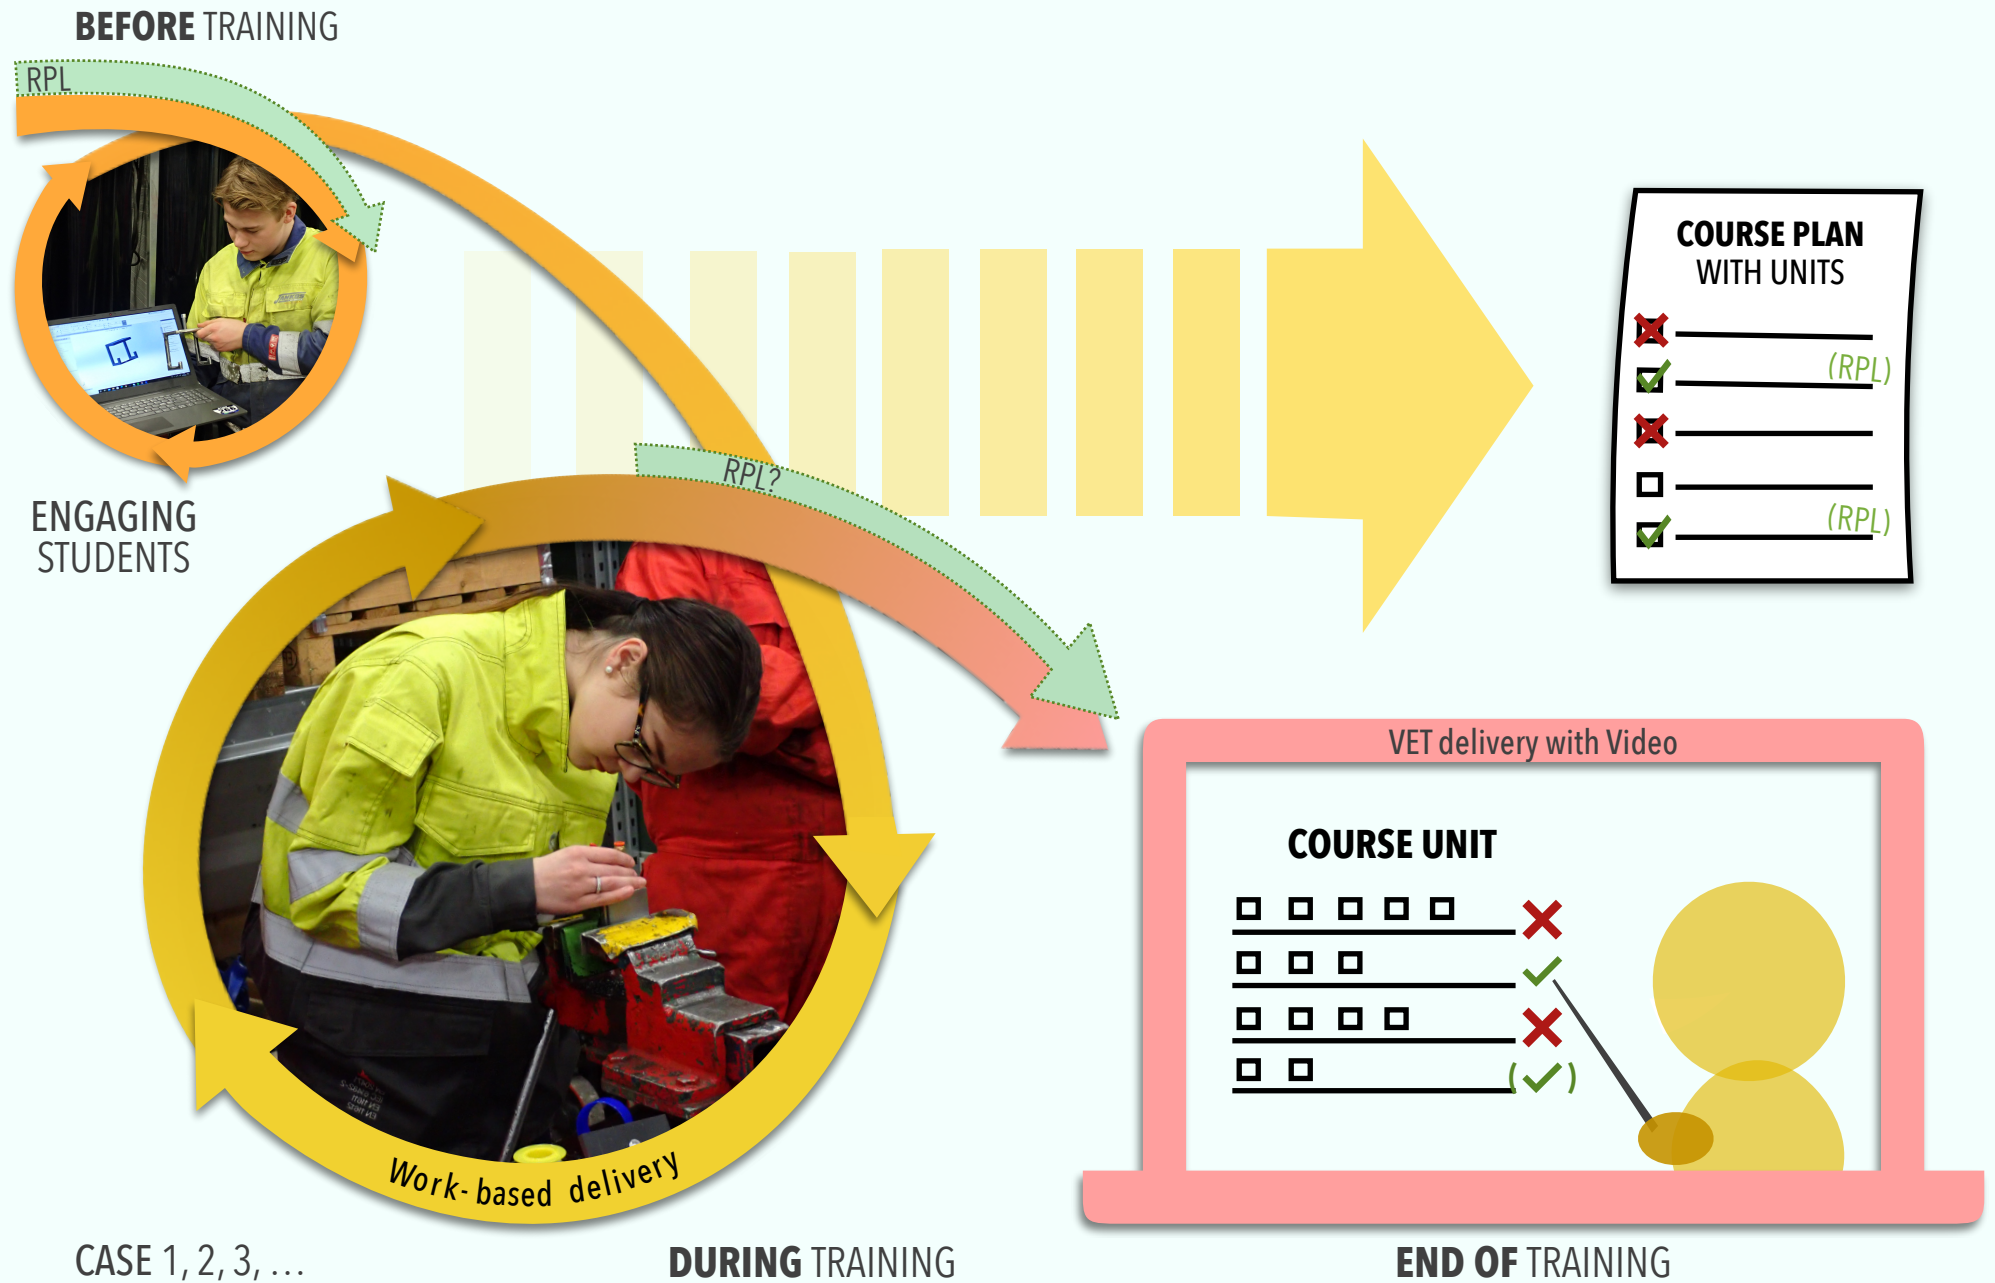 BEFORE TRAINING
RPL
COURSE PLAN
WITH UNITS
(RPL)
(RPL)
RPL?
ENGAGING
STUDENTS
VET delivery with Video
COURSE UNIT
Work-based delivery
CASE 1, 2, 3, ...
DURING TRAINING
END OF TRAINING